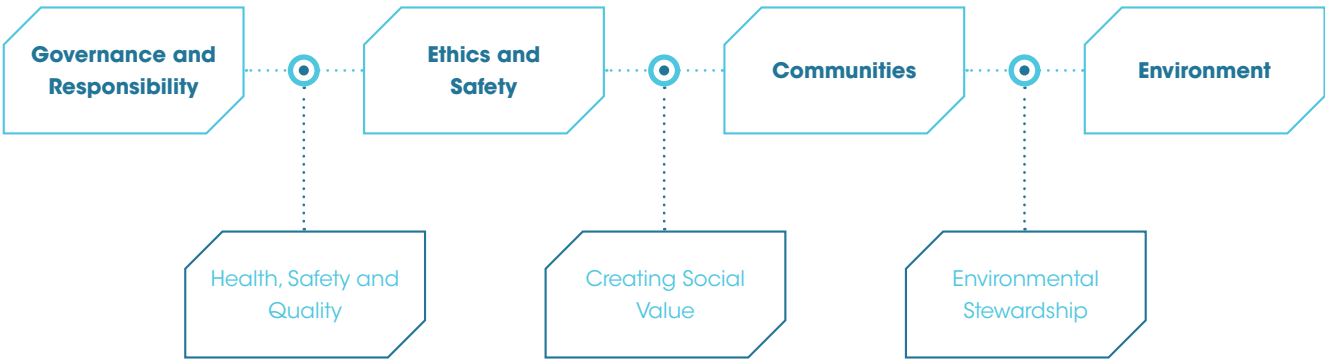 Governance and
Responsibility
Ethics and
Safety
Communities
Environment
Health, Safety and
Quality
Creating Social
Value
Environmental
Stewardship